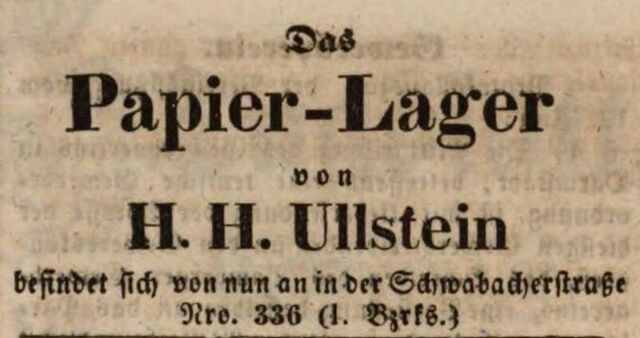 Das
Papier-Lager
von
H. H. Ullstein
befindet sich von nun an in der Schwabacherstraße
Nro. 336 (I. Bzrks.)